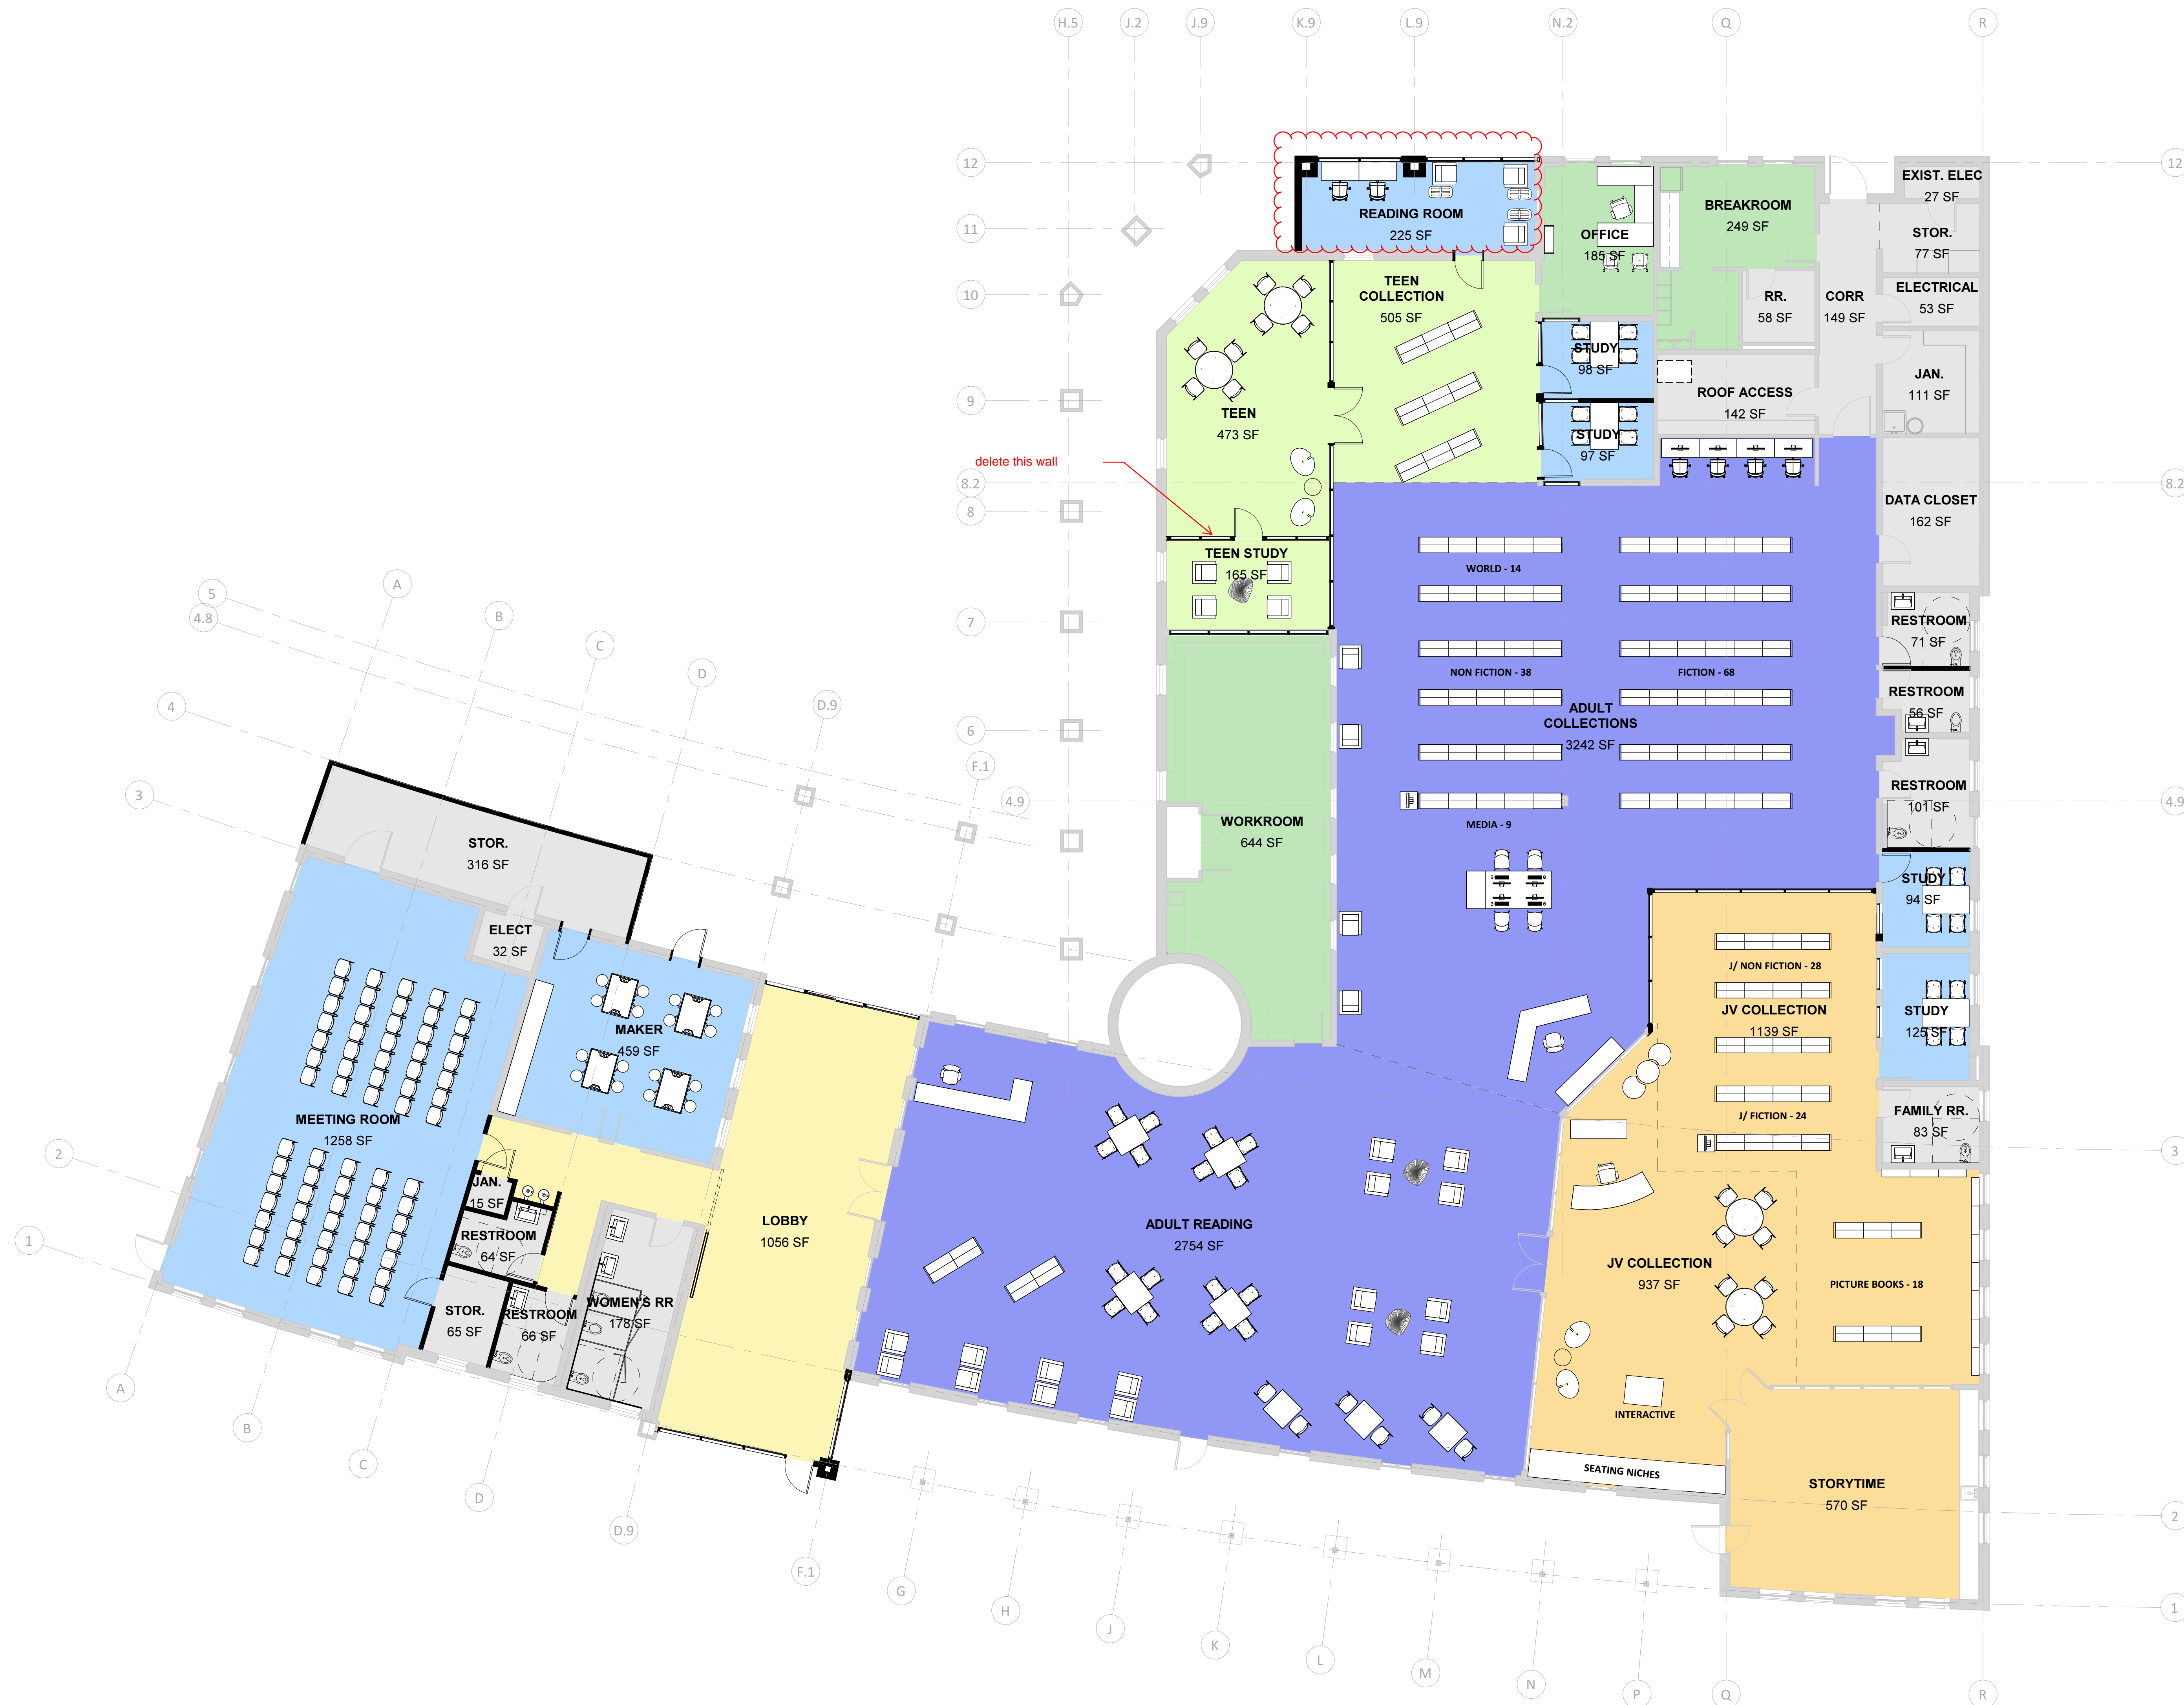 H.5
J.2
J.9
K.9
L.9
N.2
Q
R
12
12
EXIST. ELEC
27 SF
READING ROOM
225 SF
BREAKROOM
249 SF
OFFICE
185 SF
STOR.
77 SF
11
TEEN
COLLECTION
505 SF
ELECTRICAL
53 SF
10
RR.
58 SF
CORR
149 SF
STUDY
98 SF
JAN.
111 SF
9
ROOF ACCESS
142 SF
TEEN
473 SF
STUDY
97 SF
delete this wall
8.2
8.2
8
DATA CLOSET
162 SF
TEEN STUDY
165 SF
WORLD - 14
7
RESTROOM
71 SF
NON FICTION - 38
FICTION - 68
RESTROOM
56 SF
ADULT
COLLECTIONS
3242 SF
6
5
4.8
A
B
C
D
D.9
F.1
4
3
4.9
4.9
RESTROOM
101 SF
WORKROOM
644 SF
MEDIA - 9
STOR.
316 SF
STUDY
94 SF
ELECT
32 SF
J/ NON FICTION - 28
JV COLLECTION
1139 SF
STUDY
125 SF
MAKER
459 SF
MEETING ROOM
1258 SF
J/ FICTION - 24
FAMILY RR.
83 SF
2
3
JAN.
15 SF
LOBBY
1056 SF
ADULT READING
2754 SF
RESTROOM
64 SF
1
JV COLLECTION
937 SF
PICTURE BOOKS - 18
STOR.
65 SF
RESTROOM
66 SF
WOMEN'S RR
178 SF
INTERACTIVE
SEATING NICHES
STORYTIME
570 SF
2
1
A
B
C
D
D.9
F.1
G
H
J
K
L
M
N
P
Q
R